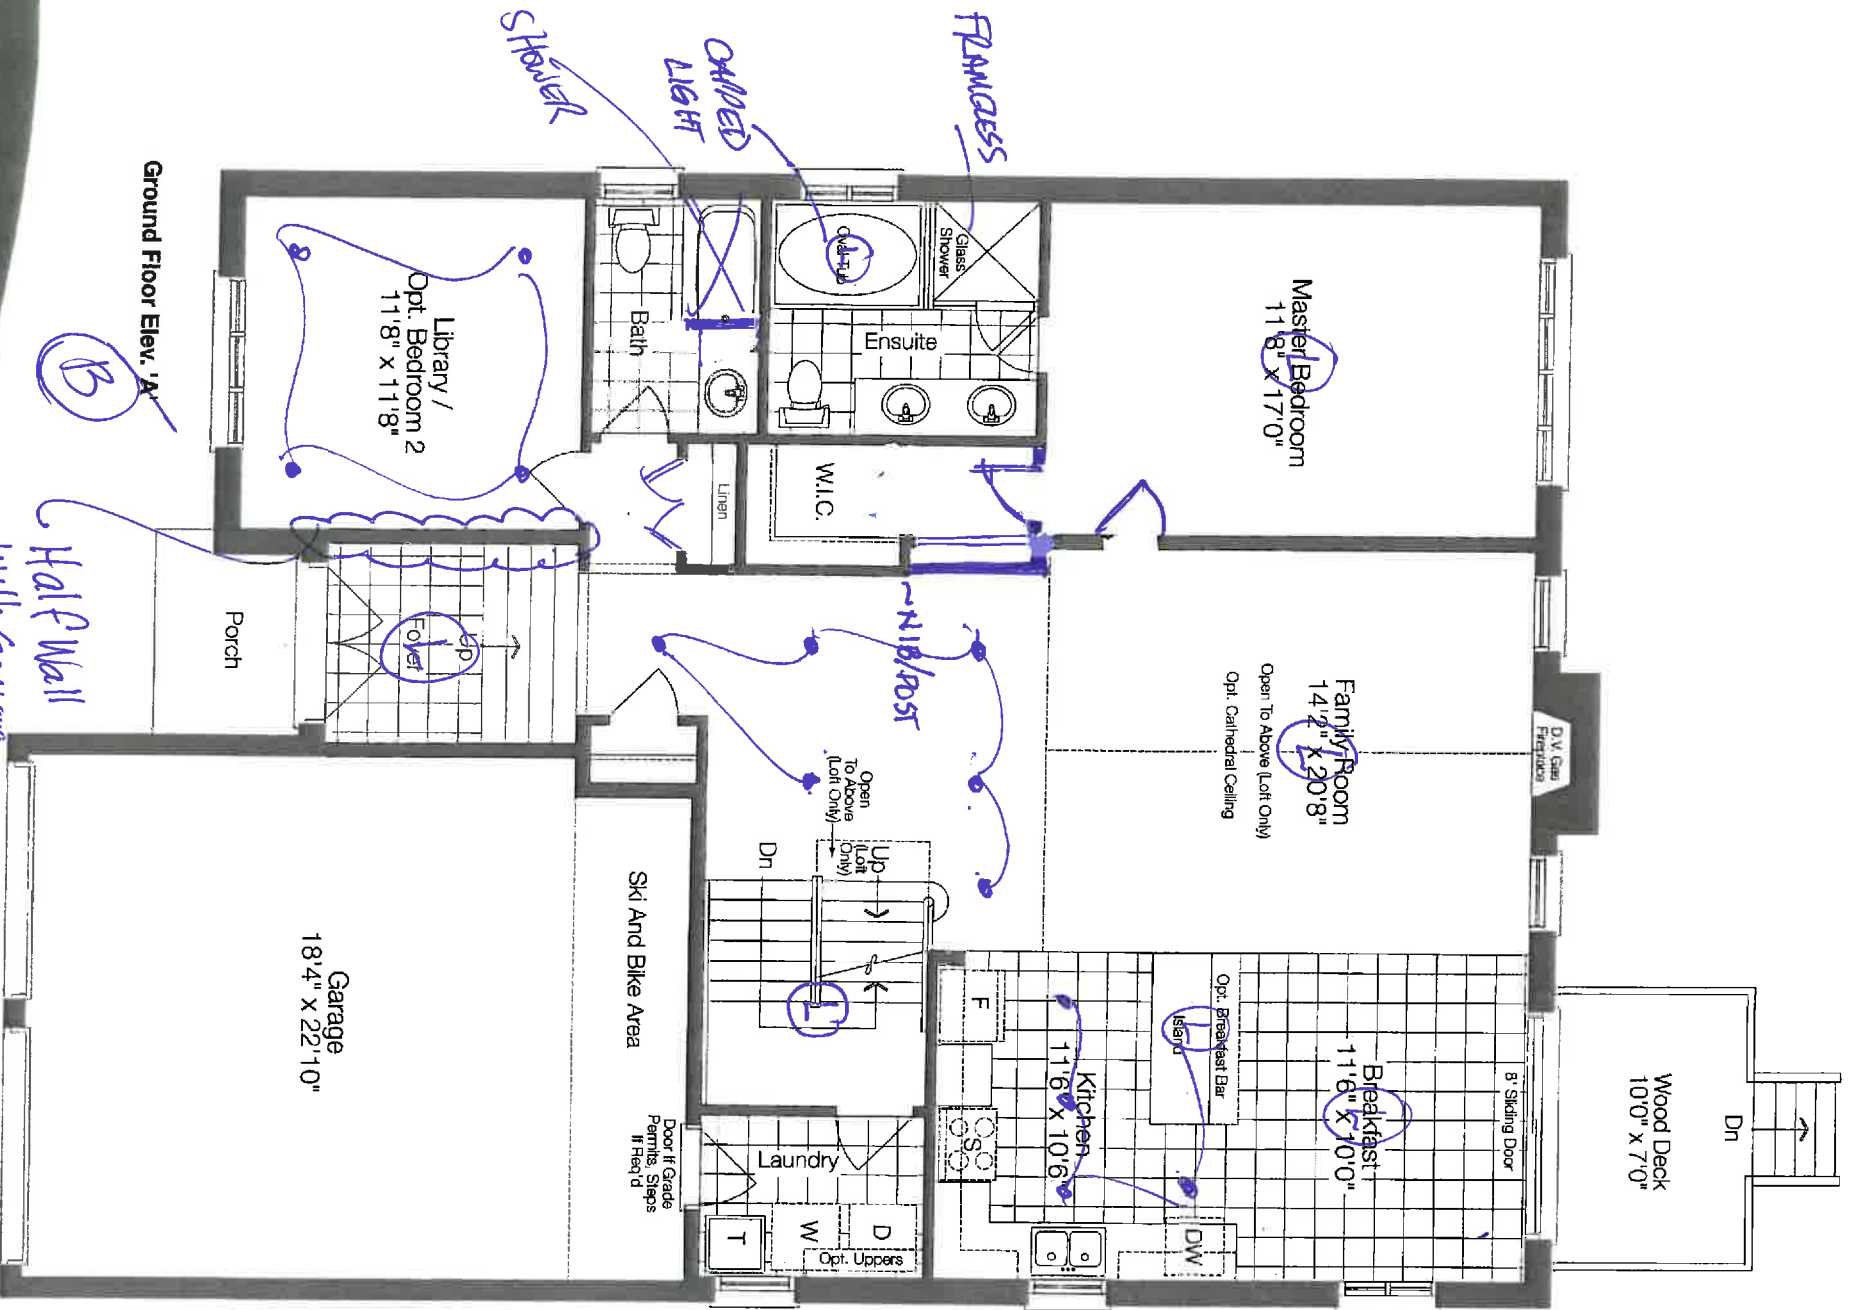 FRAMELESS
CAPPED
LIGHT
SHOWER
Ground Floor Elev. 'A'
B
Half Wall
Master Bedroom
11'8" x 17'0"
L
Glass
Shower
Oval Tub
L
Ensuite
Bath
Library /
Opt. Bedroom 2
11'8" x 11'8"
Linen
W.I.C.
~NIB/POST
Porch
Up
Foyer
L
D.V. Gas
Fireplace
Family Room
14'2" x 20'8"
L
Open To Above (Loft Only)
Opt. Cathedral Ceiling
Open
To Above
(Loft Only)
Up
(Loft
Only)
Dn
L
Ski And Bike Area
Garage
18'4" x 22'10"
Door If Grade
Permits, Steps
If Req'd
Laundry
T
W
D
Opt. Uppers
F
S
Kitchen
11'6" x 10'6"
Opt. Breakfast Bar
Island
L
DW
Breakfast
11'6" x 10'0"
L
8' Sliding Door
Wood Deck
10'0" x 7'0"
Dn